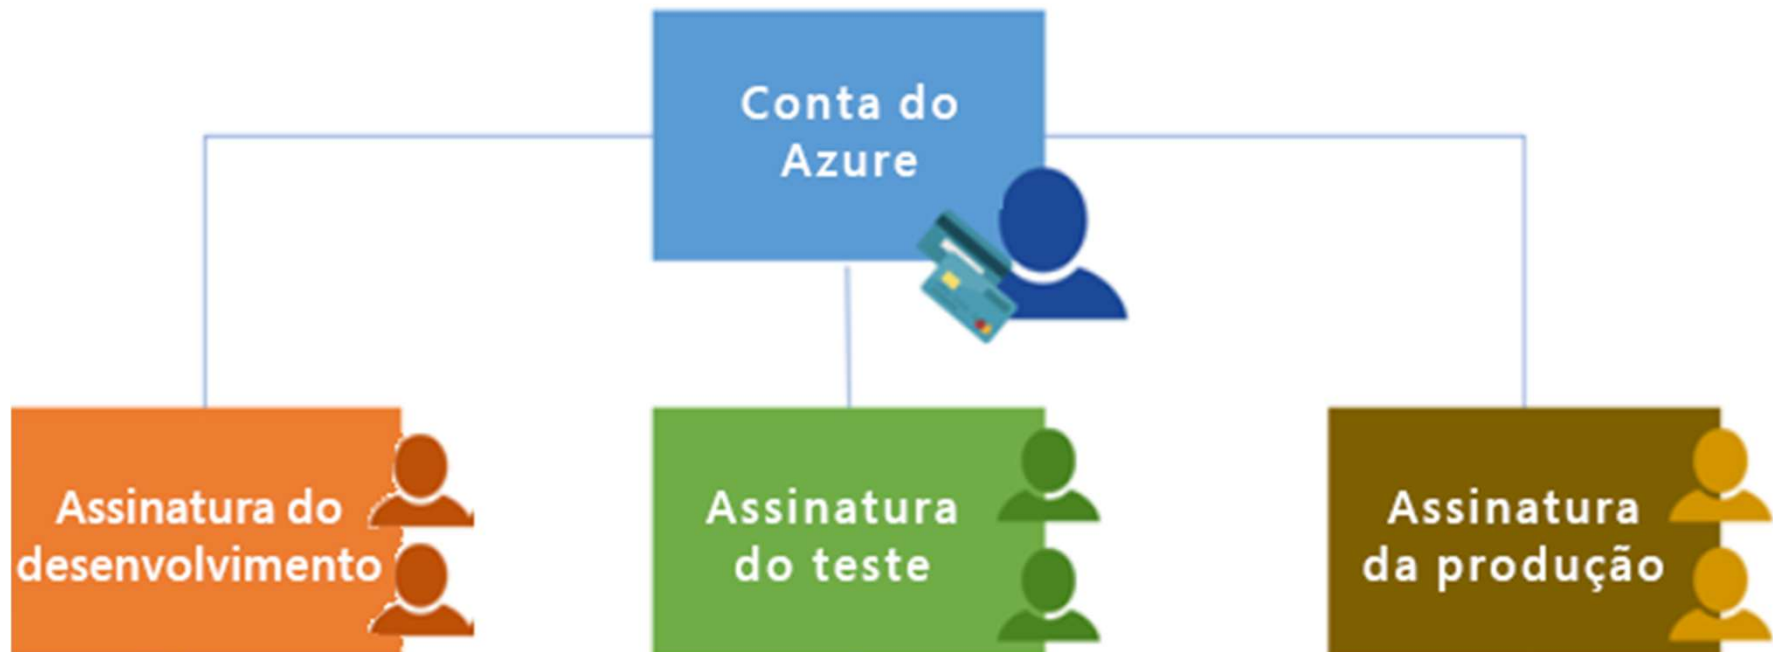 Conta do
Azure
Assinatura do
desenvolvimento
Assinatura
do teste
Assinatura
da produção